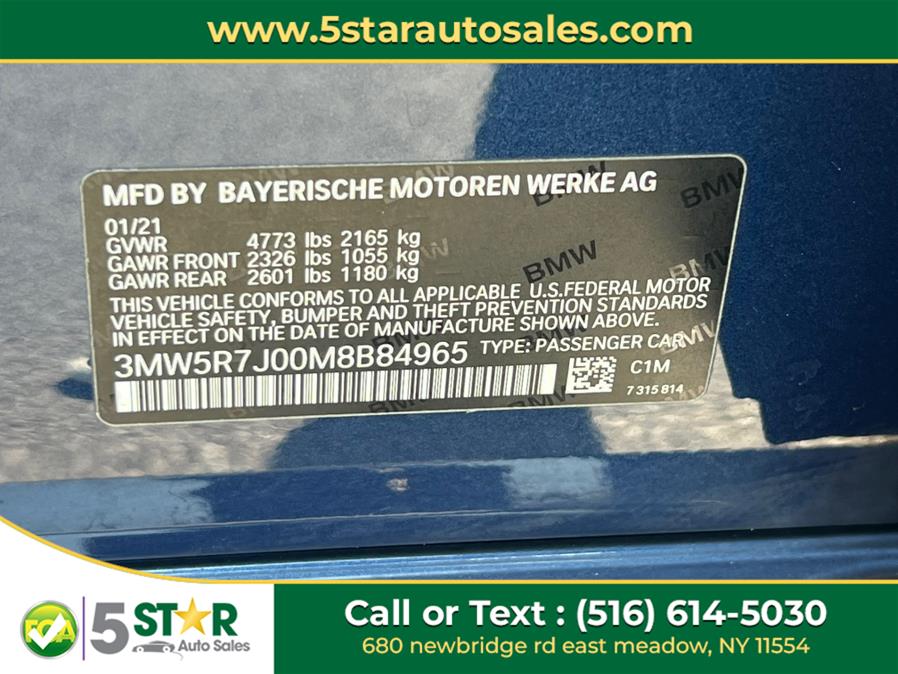 www.5starautosales.com
MFD BY BAYERISCHE MOTOREN WERKE AG
01/21
GVWR 4773 lbs 2165 kg
GAWR FRONT 2326 lbs 1055 kg
GAWR REAR 2601 lbs 1180 kg
THIS VEHICLE CONFORMS TO ALL APPLICABLE U.S.FEDERAL MOTOR
VEHICLE SAFETY, BUMPER AND THEFT PREVENTION STANDARDS
IN EFFECT ON THE DATE OF MANUFACTURE SHOWN ABOVE.
3MW5R7J00M8B84965 TYPE: PASSENGER CAR
C1M
7 315 814
BMW
BMW
BMW
BMW
BMW
BMW
5 STAR
Auto Sales
Call or Text : (516) 614-5030
680 newbridge rd east meadow, NY 11554